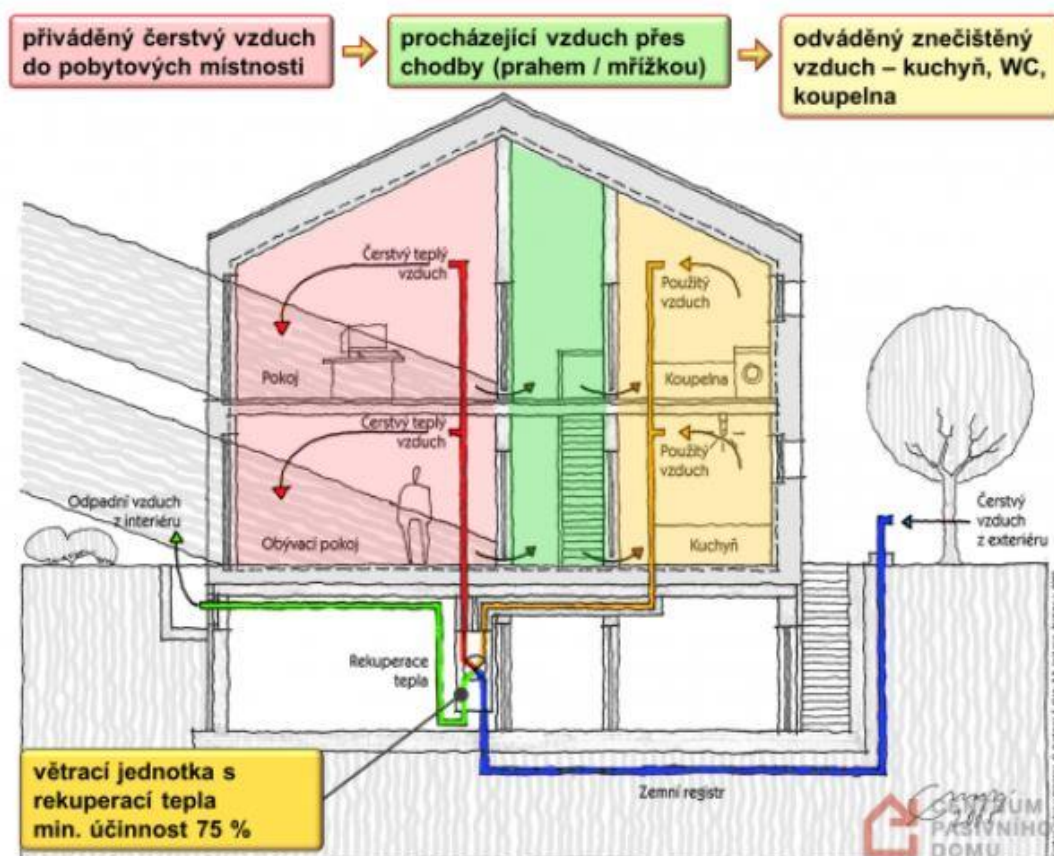 přiváděný čerstvý vzduch
do pobytových místnosti
procházející vzduch přes
chodby (prahem / mřížkou)
odváděný znečištěný
vzduch – kuchyň, WC,
koupelna
Čerstvý teplý
vzduch
Použitý
vzduch
Pokoj
Koupelna
Čerstvý teplý
vzduch
Použitý
vzduch
Odpadní vzduch
z interiéru
Obývací pokoj
Kuchyň
Čerstvý
vzduch
z exteriéru
Rekuperace
tepla
větrací jednotka s
rekuperací tepla
min. účinnost 75 %
Zemní registr
CENTRUM
PASIVNÍHO
DOMU